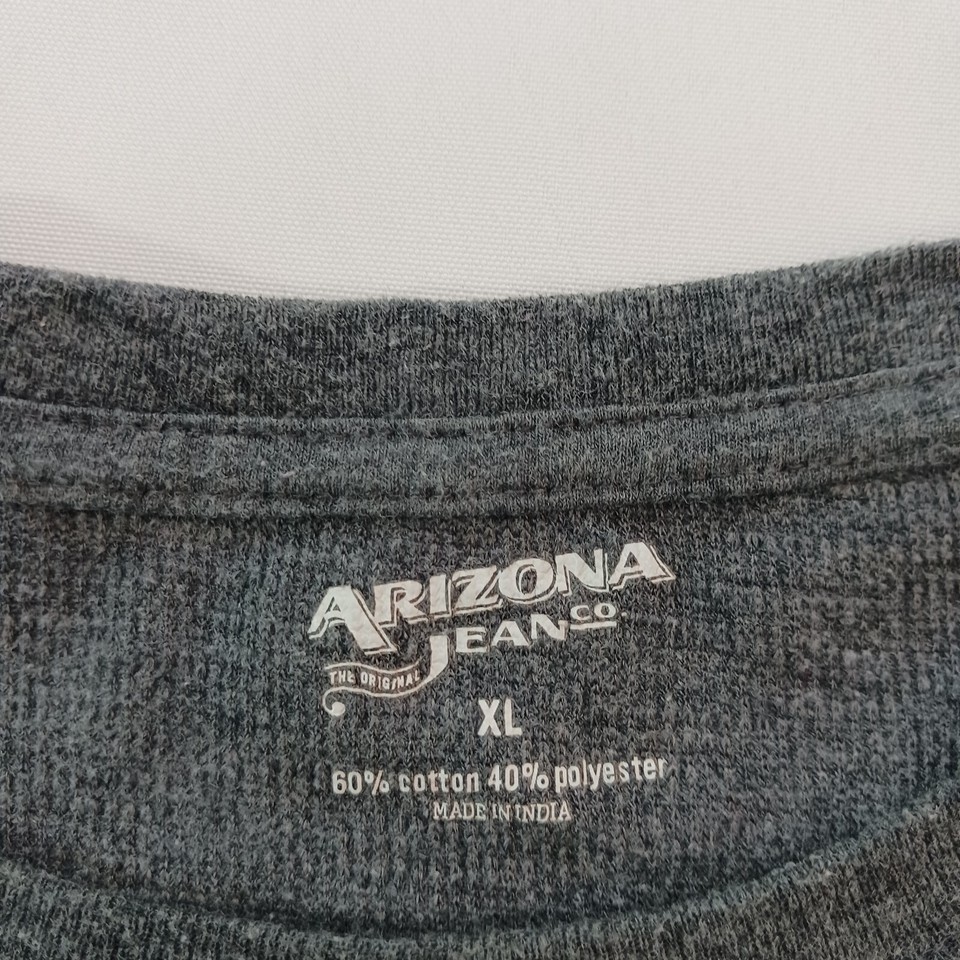 ARIZONA
JEAN CO.
THE ORIGINAL
XL
60% cotton 40% polyester
MADE IN INDIA